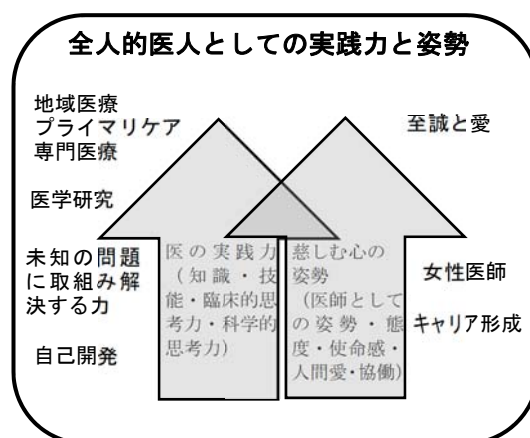 全人的医人としての実践力と姿勢
地域医療
プライマリケア
専門医療
医学研究
未知の問題
に取組み解
決する力
自己開発
医の実践力
(知識・技
能・臨床的思
考力・科学的
思考力)
慈しむ心の
姿勢
(医師として
の姿勢・態
度・使命感・
人間愛・協働)
至誠と愛
女性医師
キャリア形成